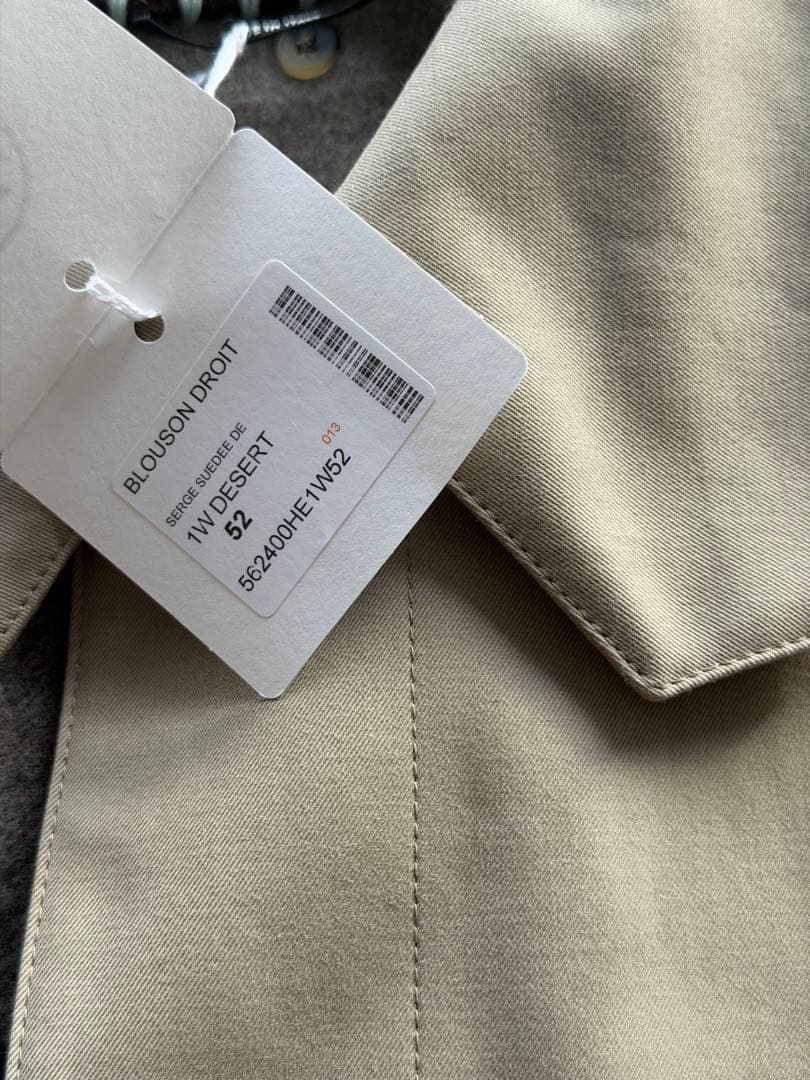 BLOUSON DROIT
SERGE SUEDEE DE
1W DESERT
52
013
562400HE1W52